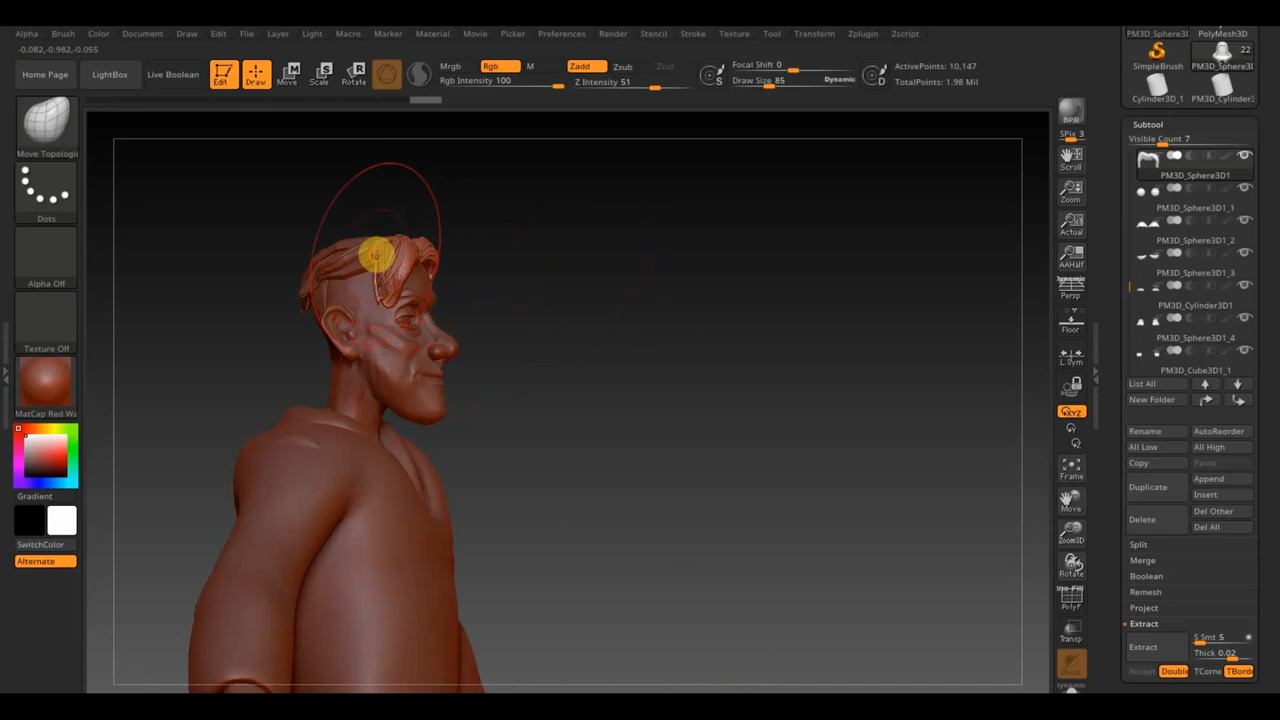 Alpha Brush Color Document Draw Edit File Layer Light Macro Marker Material Movie Picker Preferences Render Stencil Stroke Texture Tool Transform Zplugin Zscript
-0.082,-0.982,-0.055
Home Page LightBox Live Boolean Edit Draw Move Scale Rotate
Mrgb Rgb M Zadd Zsub Zcut
Rgb Intensity 100 Z Intensity 51
S Focal Shift 0
Draw Size 85 Dynamic D
ActivePoints: 10,147
TotalPoints: 1.98 Mil
Move Topologic
Dots
Alpha Off
Texture Off
MatCap Red Wa
Gradient
SwitchColor
Alternate
BPR
SPix 3
Scroll
Zoom
Actual
AAHalf
Dynamic
Persp
Floor
L.Sym
XYZ
Frame
Move
Zoom3D
Rotate
PolyF
Transp
Dynamic
PM3D_Sphere3D PolyMesh3D
22
SimpleBrush PM3D_Sphere3D
Cylinder3D_1 PM3D_Cylinder3
Subtool
Visible Count 7
PM3D_Sphere3D1
PM3D_Sphere3D1_1
PM3D_Sphere3D1_2
PM3D_Sphere3D1_3
PM3D_Cylinder3D1
PM3D_Sphere3D1_4
PM3D_Cube3D1_1
List All
New Folder
Rename AutoReorder
All Low All High
Copy Paste
Duplicate Append
Insert
Delete Del Other
Del All
Split
Merge
Boolean
Remesh
Project
Extract
Extract S Smt 5
Thick 0.02
Accept Double TCorne TBorde